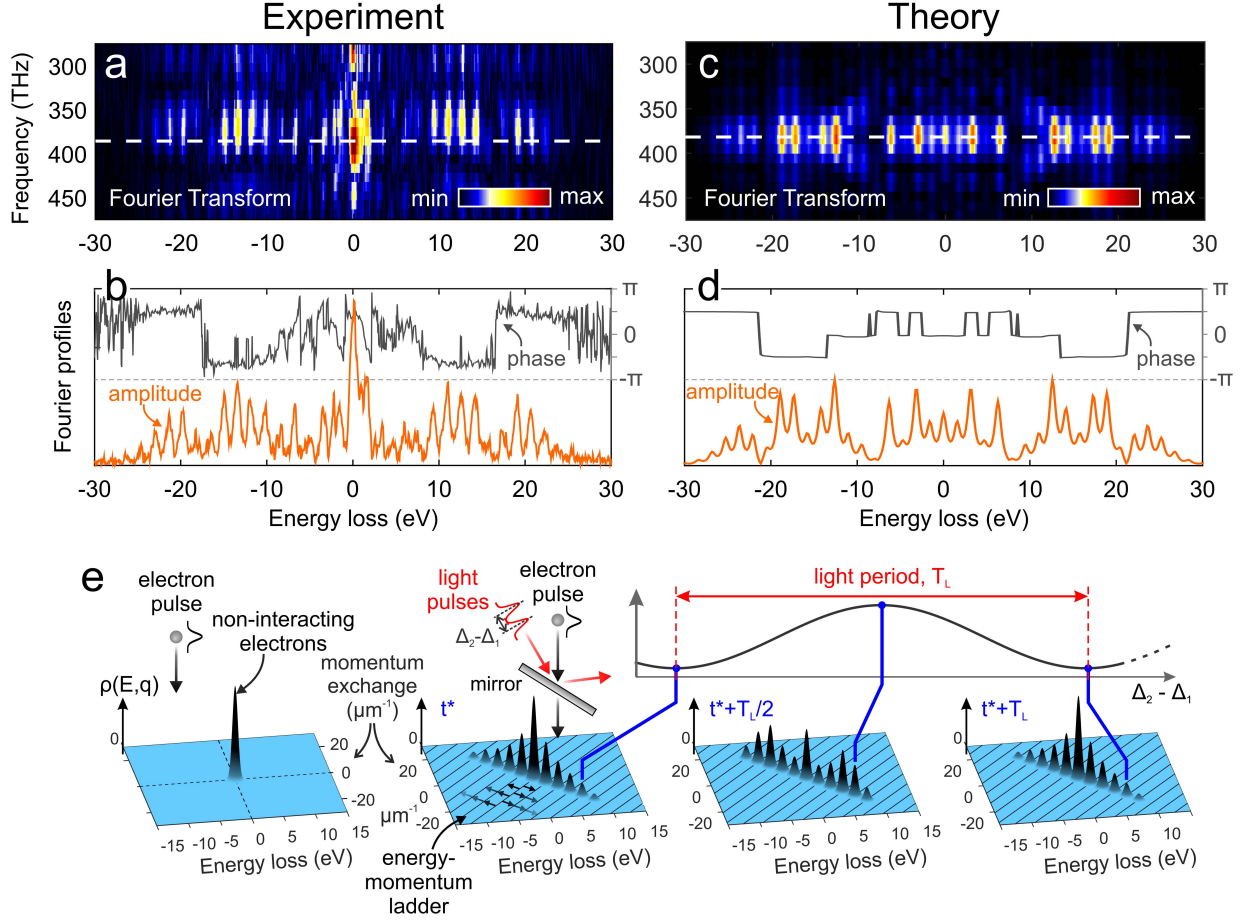 Experiment
Theory
Frequency (THz)
300
350
400
450
a
Fourier Transform
min
max
-30 -20 -10 0 10 20 30
c
300
350
400
450
Fourier Transform
min
max
-30 -20 -10 0 10 20 30
Fourier profiles
b
phase
amplitude
π
0
-π
-30 -20 -10 0 10 20 30
Energy loss (eV)
d
phase
amplitude
π
0
-π
-30 -20 -10 0 10 20 30
Energy loss (eV)
e
electron
pulse
non-interacting
electrons
ρ(E,q)
0
20
0
-20
-15 -10 -5 0 5 10 15
Energy loss (eV)
momentum
exchange
(μm⁻¹)
light
pulses
Δ₂-Δ₁
electron
pulse
mirror
t*
0
20
0
-20
μm⁻¹
-15 -10 -5 0 5 10 15
Energy loss (eV)
energy-
momentum
ladder
light period, T_L
Δ₂ - Δ₁
t*+T_L/2
0
20
0
-20
-15 -10 -5 0 5 10 15
Energy loss (eV)
t*+T_L
0
20
0
-20
-15 -10 -5 0 5 10 15
Energy loss (eV)